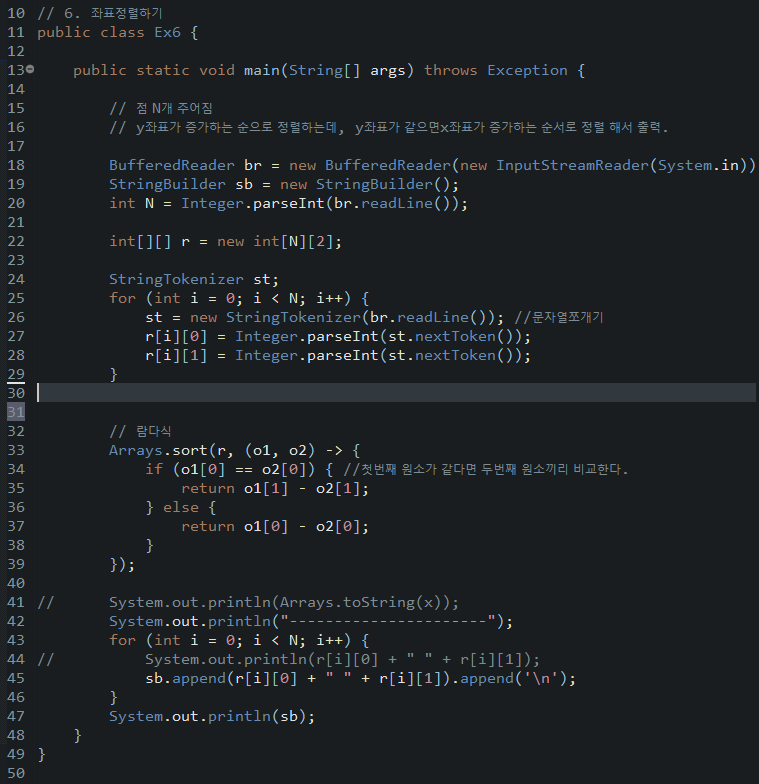 10 // 6. 좌표정렬하기
11 public class Ex6 {
12
13 public static void main(String[] args) throws Exception {
14
15 // 점 N개 주어짐
16 // y좌표가 증가하는 순으로 정렬하는데, y좌표가 같으면x좌표가 증가하는 순서로 정렬 해서 출력.
17
18 BufferedReader br = new BufferedReader(new InputStreamReader(System.in))
19 StringBuilder sb = new StringBuilder();
20 int N = Integer.parseInt(br.readLine());
21
22 int[][] r = new int[N][2];
23
24 StringTokenizer st;
25 for (int i = 0; i < N; i++) {
26 st = new StringTokenizer(br.readLine()); //문자열쪼개기
27 r[i][0] = Integer.parseInt(st.nextToken());
28 r[i][1] = Integer.parseInt(st.nextToken());
29 }
30
31
32 // 람다식
33 Arrays.sort(r, (o1, o2) -> {
34 if (o1[0] == o2[0]) { //첫번째 원소가 같다면 두번째 원소끼리 비교한다.
35 return o1[1] - o2[1];
36 } else {
37 return o1[0] - o2[0];
38 }
39 });
40
41 // System.out.println(Arrays.toString(x));
42 System.out.println("----------------------");
43 for (int i = 0; i < N; i++) {
44 // System.out.println(r[i][0] + " " + r[i][1]);
45 sb.append(r[i][0] + " " + r[i][1]).append('\n');
46 }
47 System.out.println(sb);
48 }
49 }
50